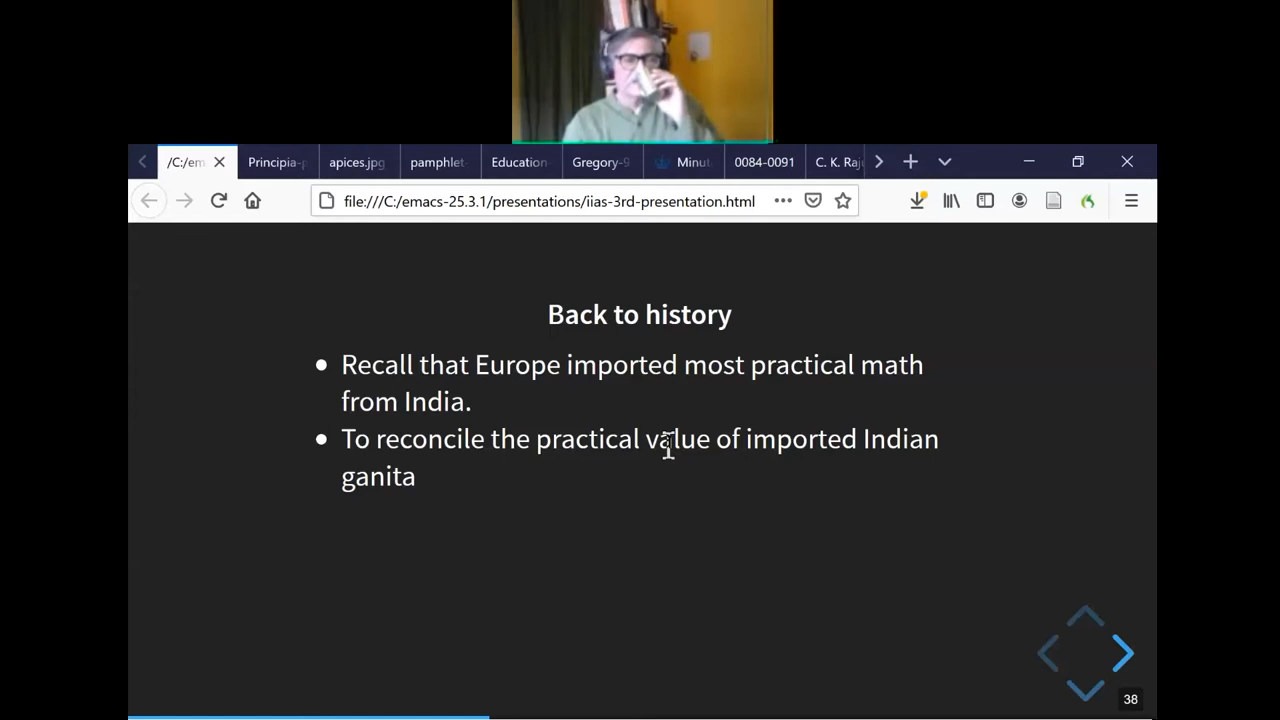 /C:/em
Principia-p
apices.jpg
pamphlet-
Education
Gregory-9
Minut
0084-0091
C. K. Raju
file:///C:/emacs-25.3.1/presentations/iias-3rd-presentation.html
Back to history
Recall that Europe imported most practical math
from India.
To reconcile the practical value of imported Indian
ganita
38